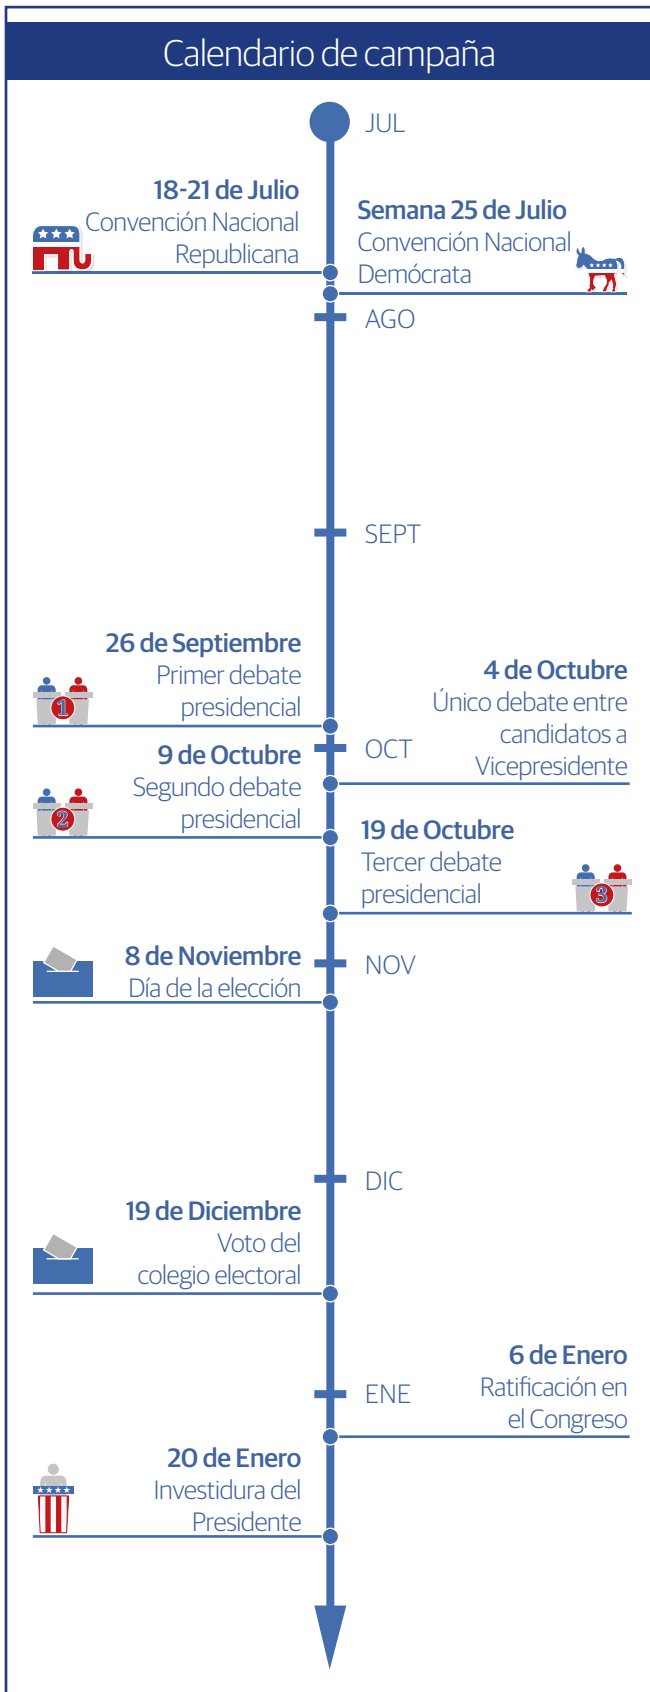 Calendario de campaña
JUL
18-21 de Julio
Convención Nacional
Republicana
Semana 25 de Julio
Convención Nacional
Demócrata
AGO
SEPT
26 de Septiembre
Primer debate
presidencial
1
4 de Octubre
Único debate entre
candidatos a
Vicepresidente
OCT
9 de Octubre
Segundo debate
presidencial
2
19 de Octubre
Tercer debate
presidencial
3
8 de Noviembre
Día de la elección
NOV
DIC
19 de Diciembre
Voto del
colegio electoral
6 de Enero
Ratificación en
el Congreso
ENE
20 de Enero
Investidura del
Presidente